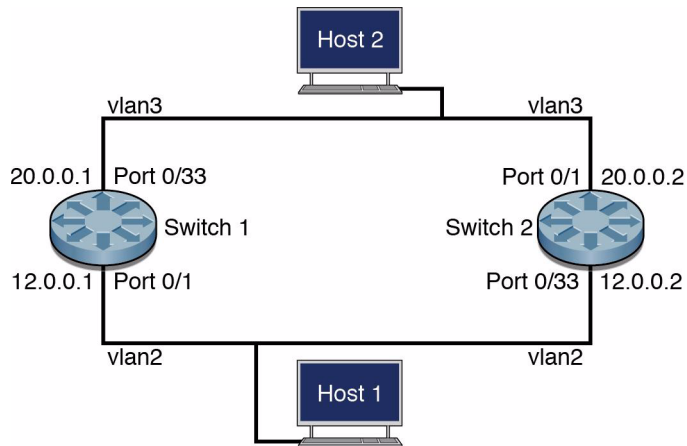 Host 2
vlan3
vlan3
20.0.0.1 Port 0/33
Port 0/1 20.0.0.2
Switch 1
Switch 2
12.0.0.1 Port 0/1
Port 0/33 12.0.0.2
vlan2
vlan2
Host 1